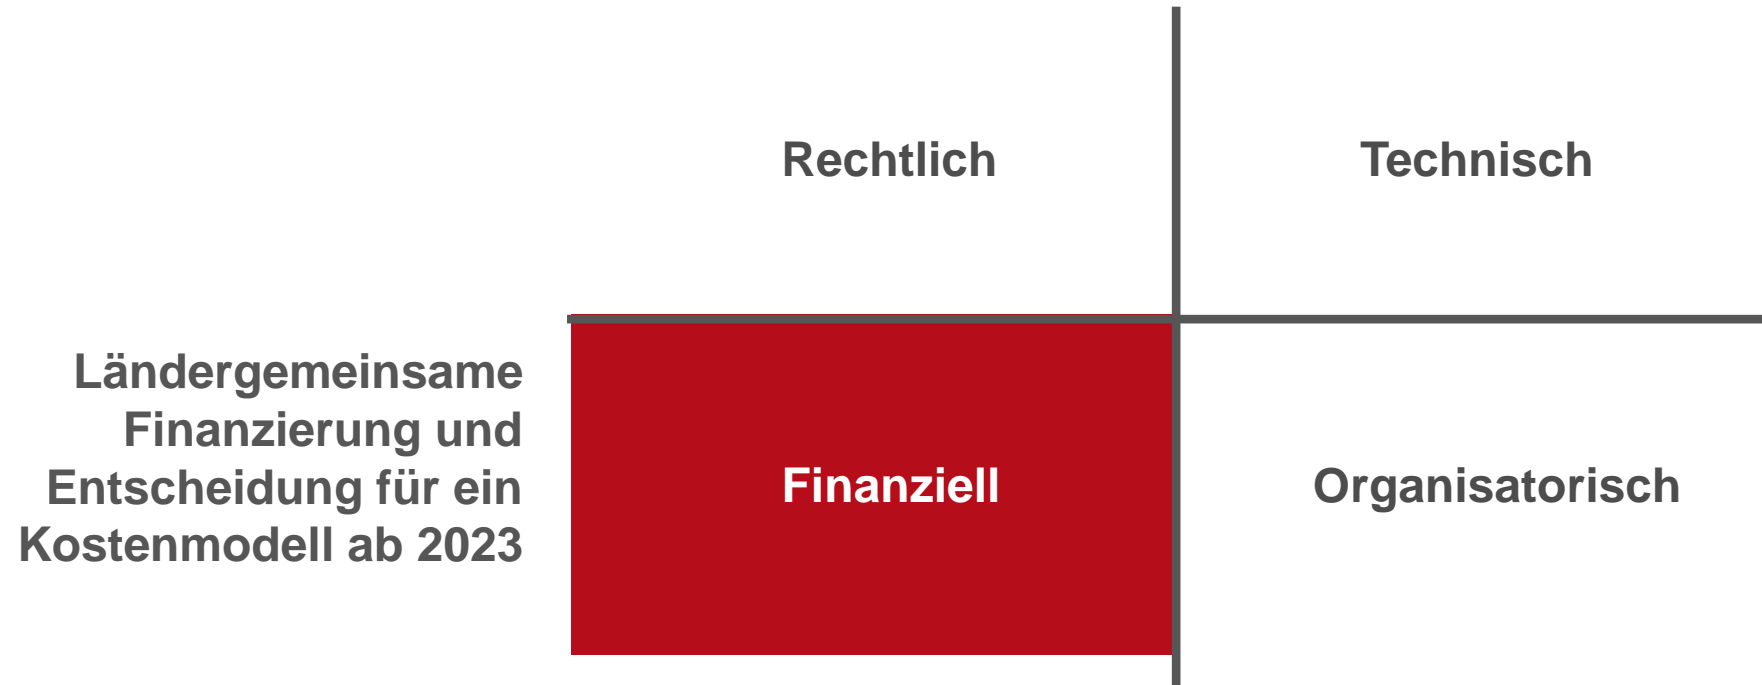 Rechtlich
Technisch
Ländergemeinsame
Finanzierung und
Entscheidung für ein
Kostenmodell ab 2023
Finanziell
Organisatorisch